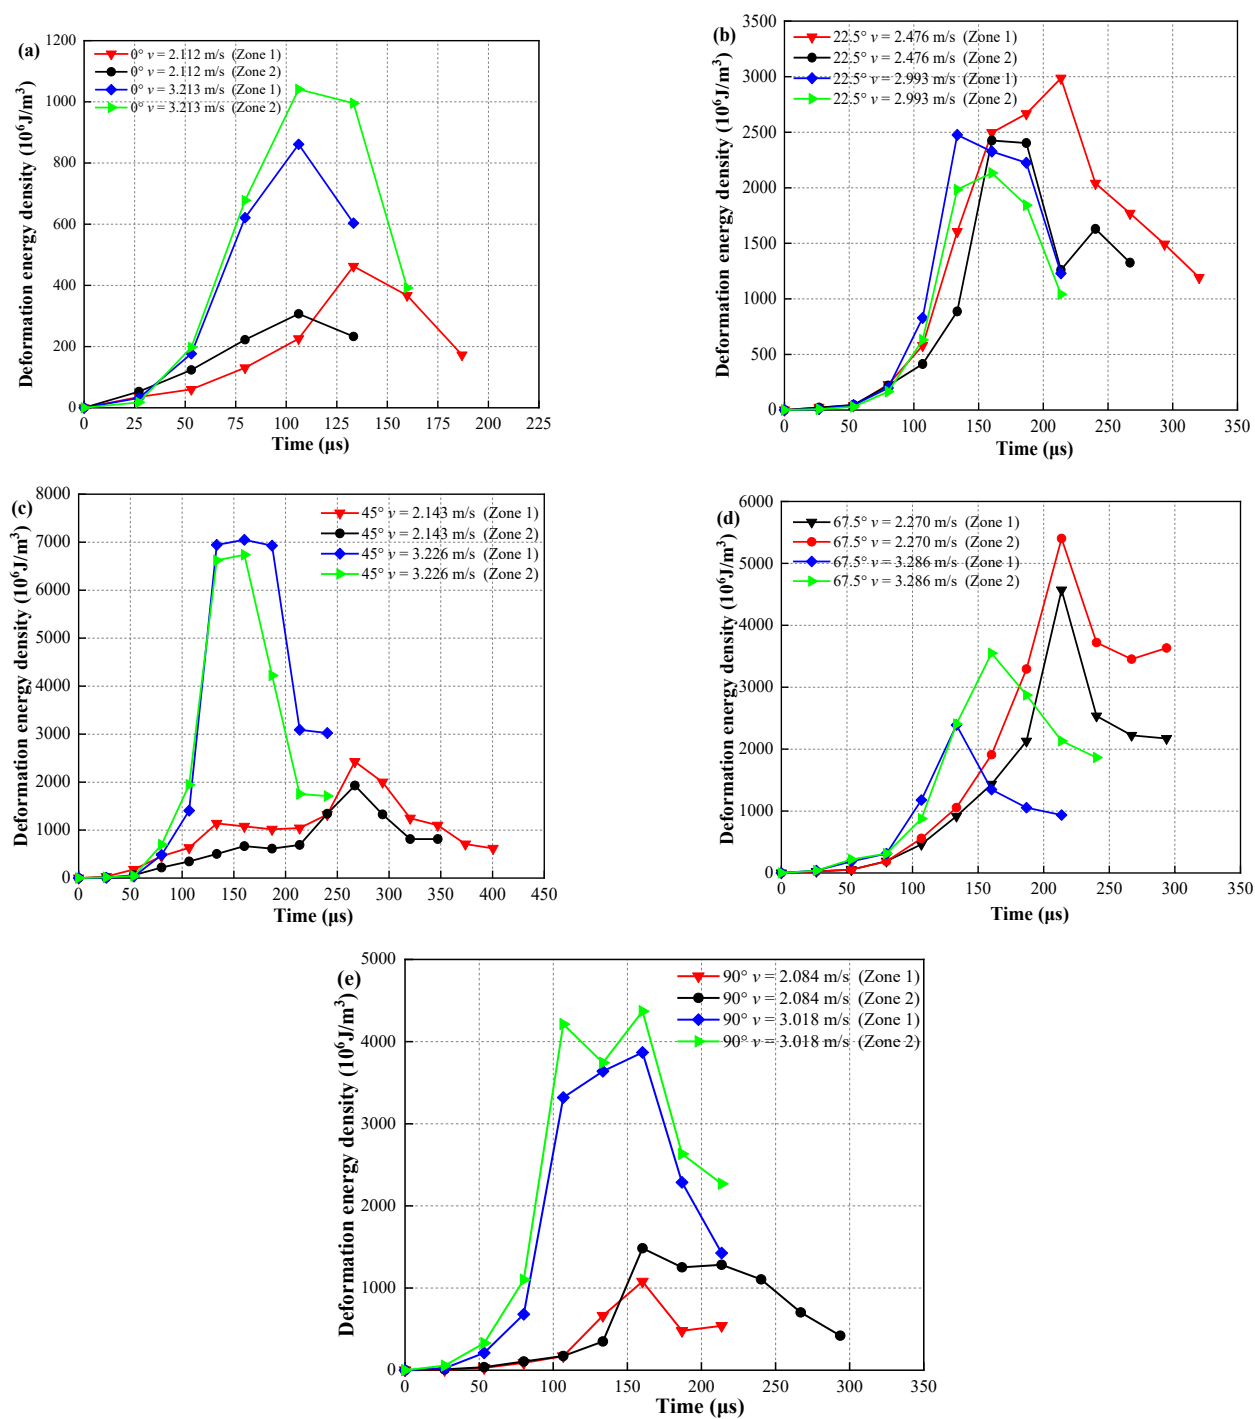 (a)
0° v = 2.112 m/s (Zone 1)
0° v = 2.112 m/s (Zone 2)
0° v = 3.213 m/s (Zone 1)
0° v = 3.213 m/s (Zone 2)
Deformation energy density (10⁶J/m³)
1200
1000
800
600
400
200
0
0 25 50 75 100 125 150 175 200 225
Time (μs)
(b)
22.5° v = 2.476 m/s (Zone 1)
22.5° v = 2.476 m/s (Zone 2)
22.5° v = 2.993 m/s (Zone 1)
22.5° v = 2.993 m/s (Zone 2)
Deformation energy density (10⁶J/m³)
3500
3000
2500
2000
1500
1000
500
0
0 50 100 150 200 250 300 350
Time (μs)
(c)
45° v = 2.143 m/s (Zone 1)
45° v = 2.143 m/s (Zone 2)
45° v = 3.226 m/s (Zone 1)
45° v = 3.226 m/s (Zone 2)
Deformation energy density (10⁶J/m³)
8000
7000
6000
5000
4000
3000
2000
1000
0
0 50 100 150 200 250 300 350 400 450
Time (μs)
(d)
67.5° v = 2.270 m/s (Zone 1)
67.5° v = 2.270 m/s (Zone 2)
67.5° v = 3.286 m/s (Zone 1)
67.5° v = 3.286 m/s (Zone 2)
Deformation energy density (10⁶J/m³)
6000
5000
4000
3000
2000
1000
0
0 50 100 150 200 250 300 350
Time (μs)
(e)
90° v = 2.084 m/s (Zone 1)
90° v = 2.084 m/s (Zone 2)
90° v = 3.018 m/s (Zone 1)
90° v = 3.018 m/s (Zone 2)
Deformation energy density (10⁶J/m³)
5000
4000
3000
2000
1000
0
0 50 100 150 200 250 300 350
Time (μs)